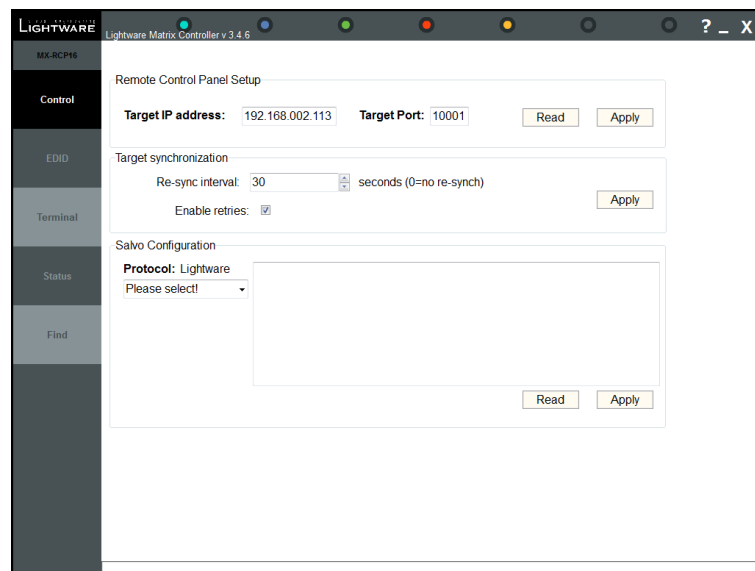 LIGHTWARE
Lightware Matrix Controller v 3.4.6
? _ X
MX-RCP16
Control
EDID
Terminal
Status
Find
Remote Control Panel Setup
Target IP address: 192.168.002.113 Target Port: 10001 Read Apply
Target synchronization
Re-sync interval: 30 seconds (0=no re-synch)
Enable retries: Apply
Salvo Configuration
Protocol: Lightware
Please select!
Read Apply